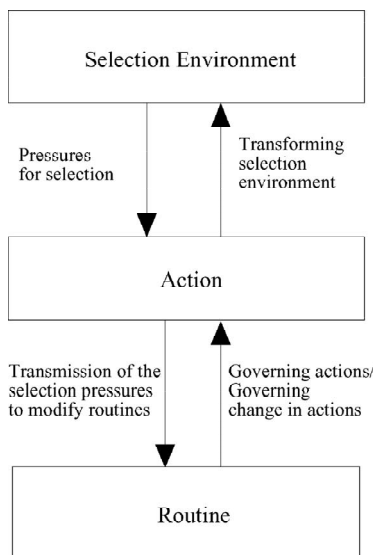 Selection Environment
Pressures
for selection
Transforming
selection
environment
Action
Transmission of the
selection pressures
to modify routines
Governing actions/
Governing
change in actions
Routine